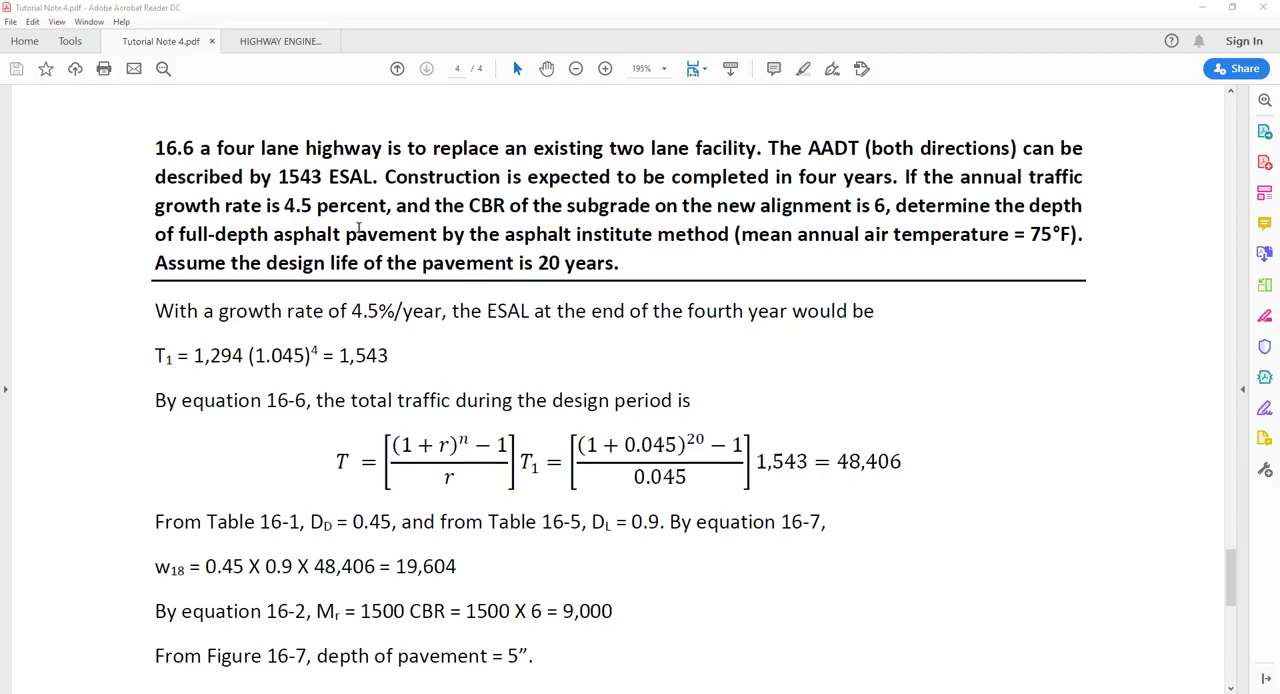 Tutorial Note 4.pdf - Adobe Acrobat Reader DC
File Edit View Window Help
Home Tools Tutorial Note 4.pdf × HIGHWAY ENGINE... Sign In
4 / 4 195% Share
16.6 a four lane highway is to replace an existing two lane facility. The AADT (both directions) can be
described by 1543 ESAL. Construction is expected to be completed in four years. If the annual traffic
growth rate is 4.5 percent, and the CBR of the subgrade on the new alignment is 6, determine the depth
of full-depth asphalt pavement by the asphalt institute method (mean annual air temperature = 75°F).
Assume the design life of the pavement is 20 years.
With a growth rate of 4.5%/year, the ESAL at the end of the fourth year would be
T₁ = 1,294 (1.045)⁴ = 1,543
By equation 16-6, the total traffic during the design period is
T = [(1 + r)ⁿ − 1 / r] T₁ = [(1 + 0.045)²⁰ − 1 / 0.045] 1,543 = 48,406
From Table 16-1, D_D = 0.45, and from Table 16-5, D_L = 0.9. By equation 16-7,
w₁₈ = 0.45 X 0.9 X 48,406 = 19,604
By equation 16-2, Mᵣ = 1500 CBR = 1500 X 6 = 9,000
From Figure 16-7, depth of pavement = 5”.